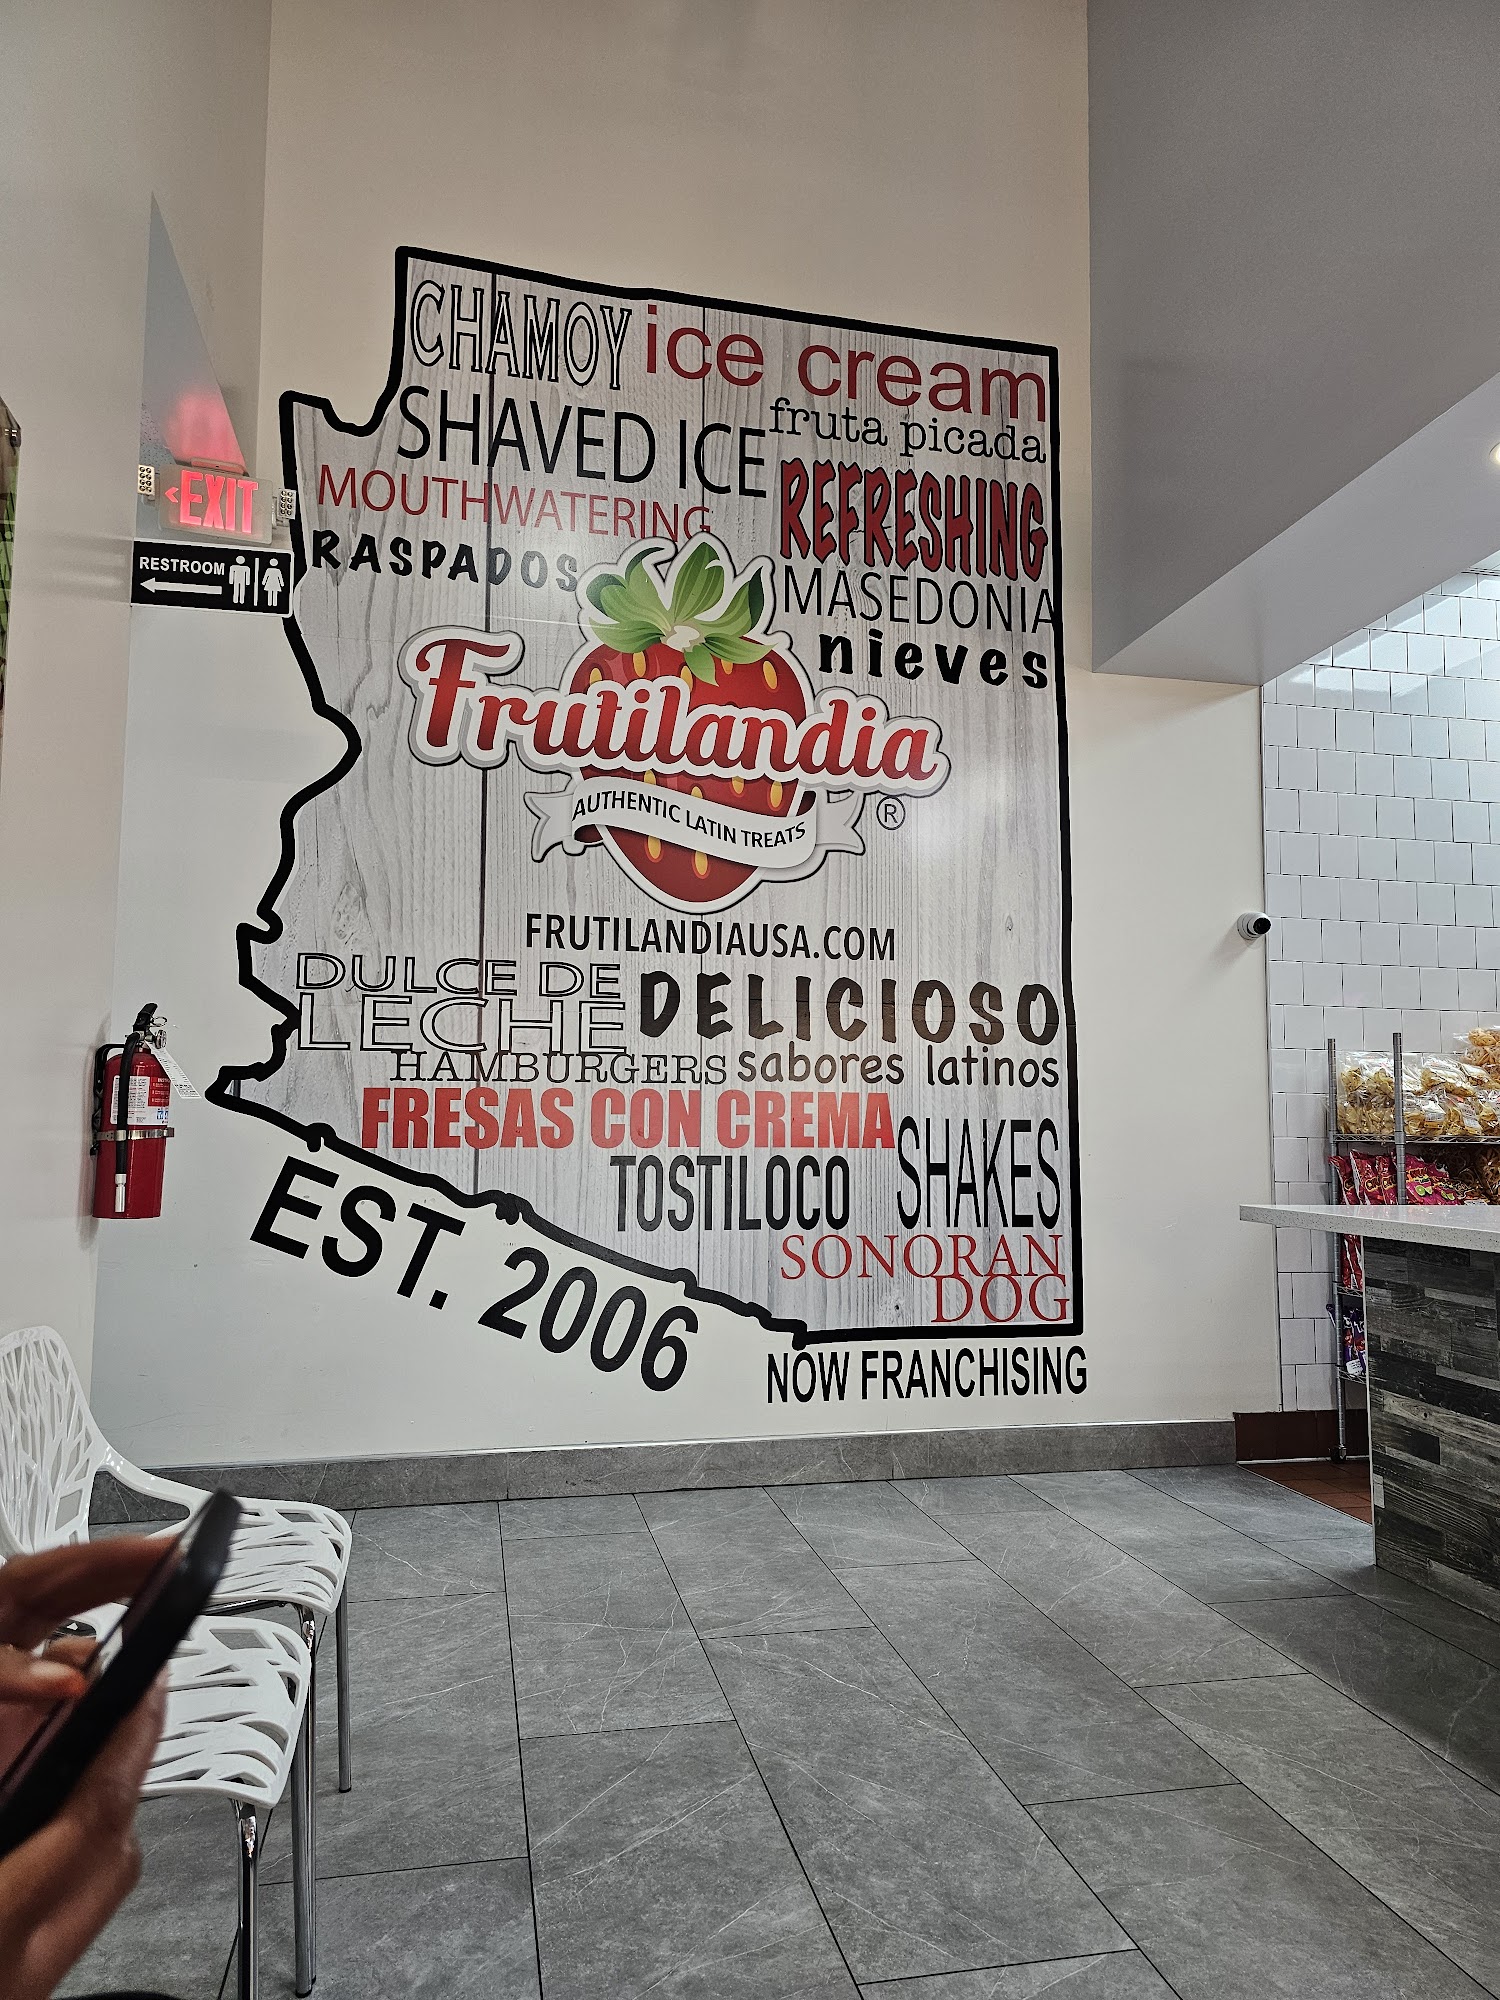 CHAMOY ice cream
SHAVED ICE fruta picada
MOUTHWATERING REFRESHING
RASPADOS MASEDONIA
nieves
<EXIT
RESTROOM
Frutilandia
®
AUTHENTIC LATIN TREATS
FRUTILANDIAUSA.COM
DULCE DE
LECHE DELICIOSO
HAMBURGERS sabores latinos
FRESAS CON CREMA
TOSTILOCO SHAKES
SONORAN
DOG
EST. 2006
NOW FRANCHISING